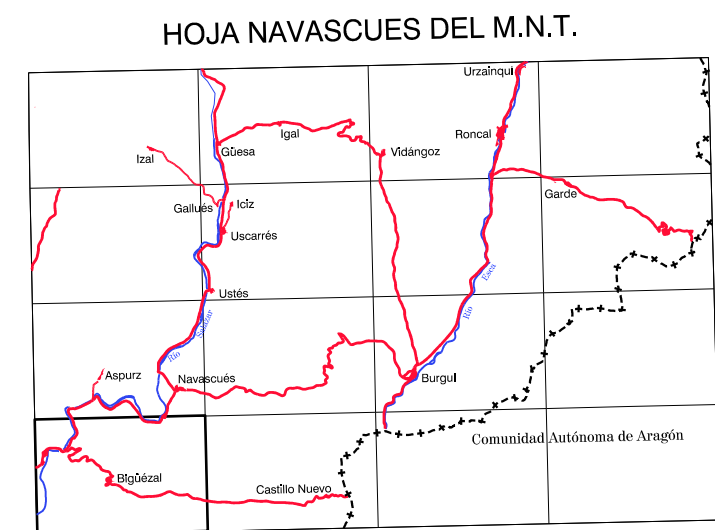 HOJA NAVASCUES DEL M.N.T.
Urzainqui
Igal
Roncal
Izal
Güesa
Vidángoz
Garde
Gallués
Iciz
Uscarrés
Esca
Río
Ustés
Salazar
Río
Aspurz
Navascués
Burgui
Comunidad Autónoma de Aragón
Bigüézal
Castillo Nuevo